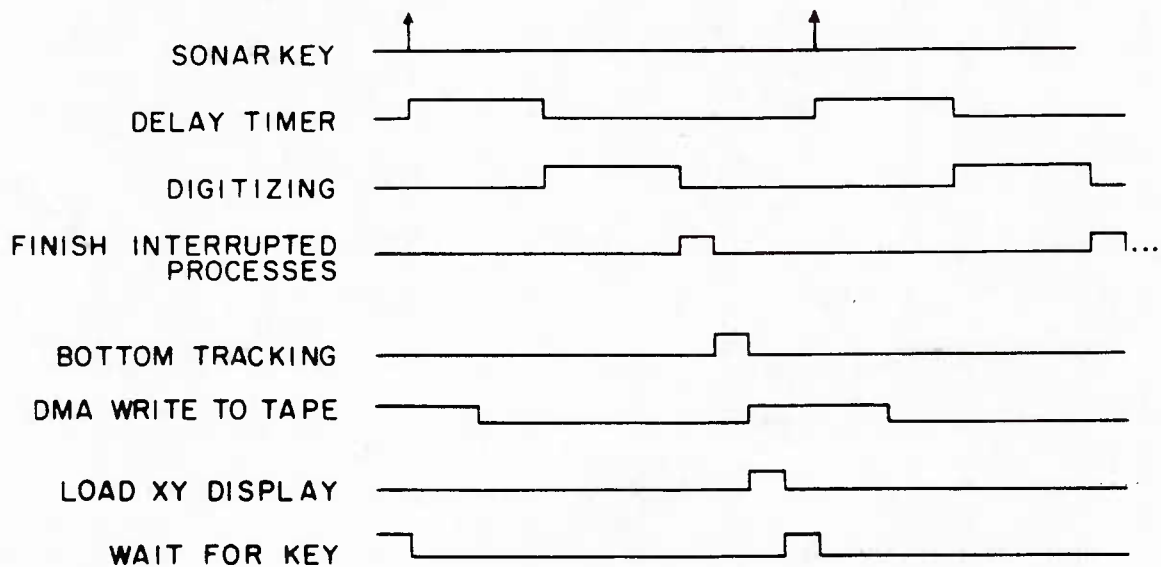 SONAR KEY
DELAY TIMER
DIGITIZING
FINISH INTERRUPTED
PROCESSES
...
BOTTOM TRACKING
DMA WRITE TO TAPE
LOAD XY DISPLAY
WAIT FOR KEY